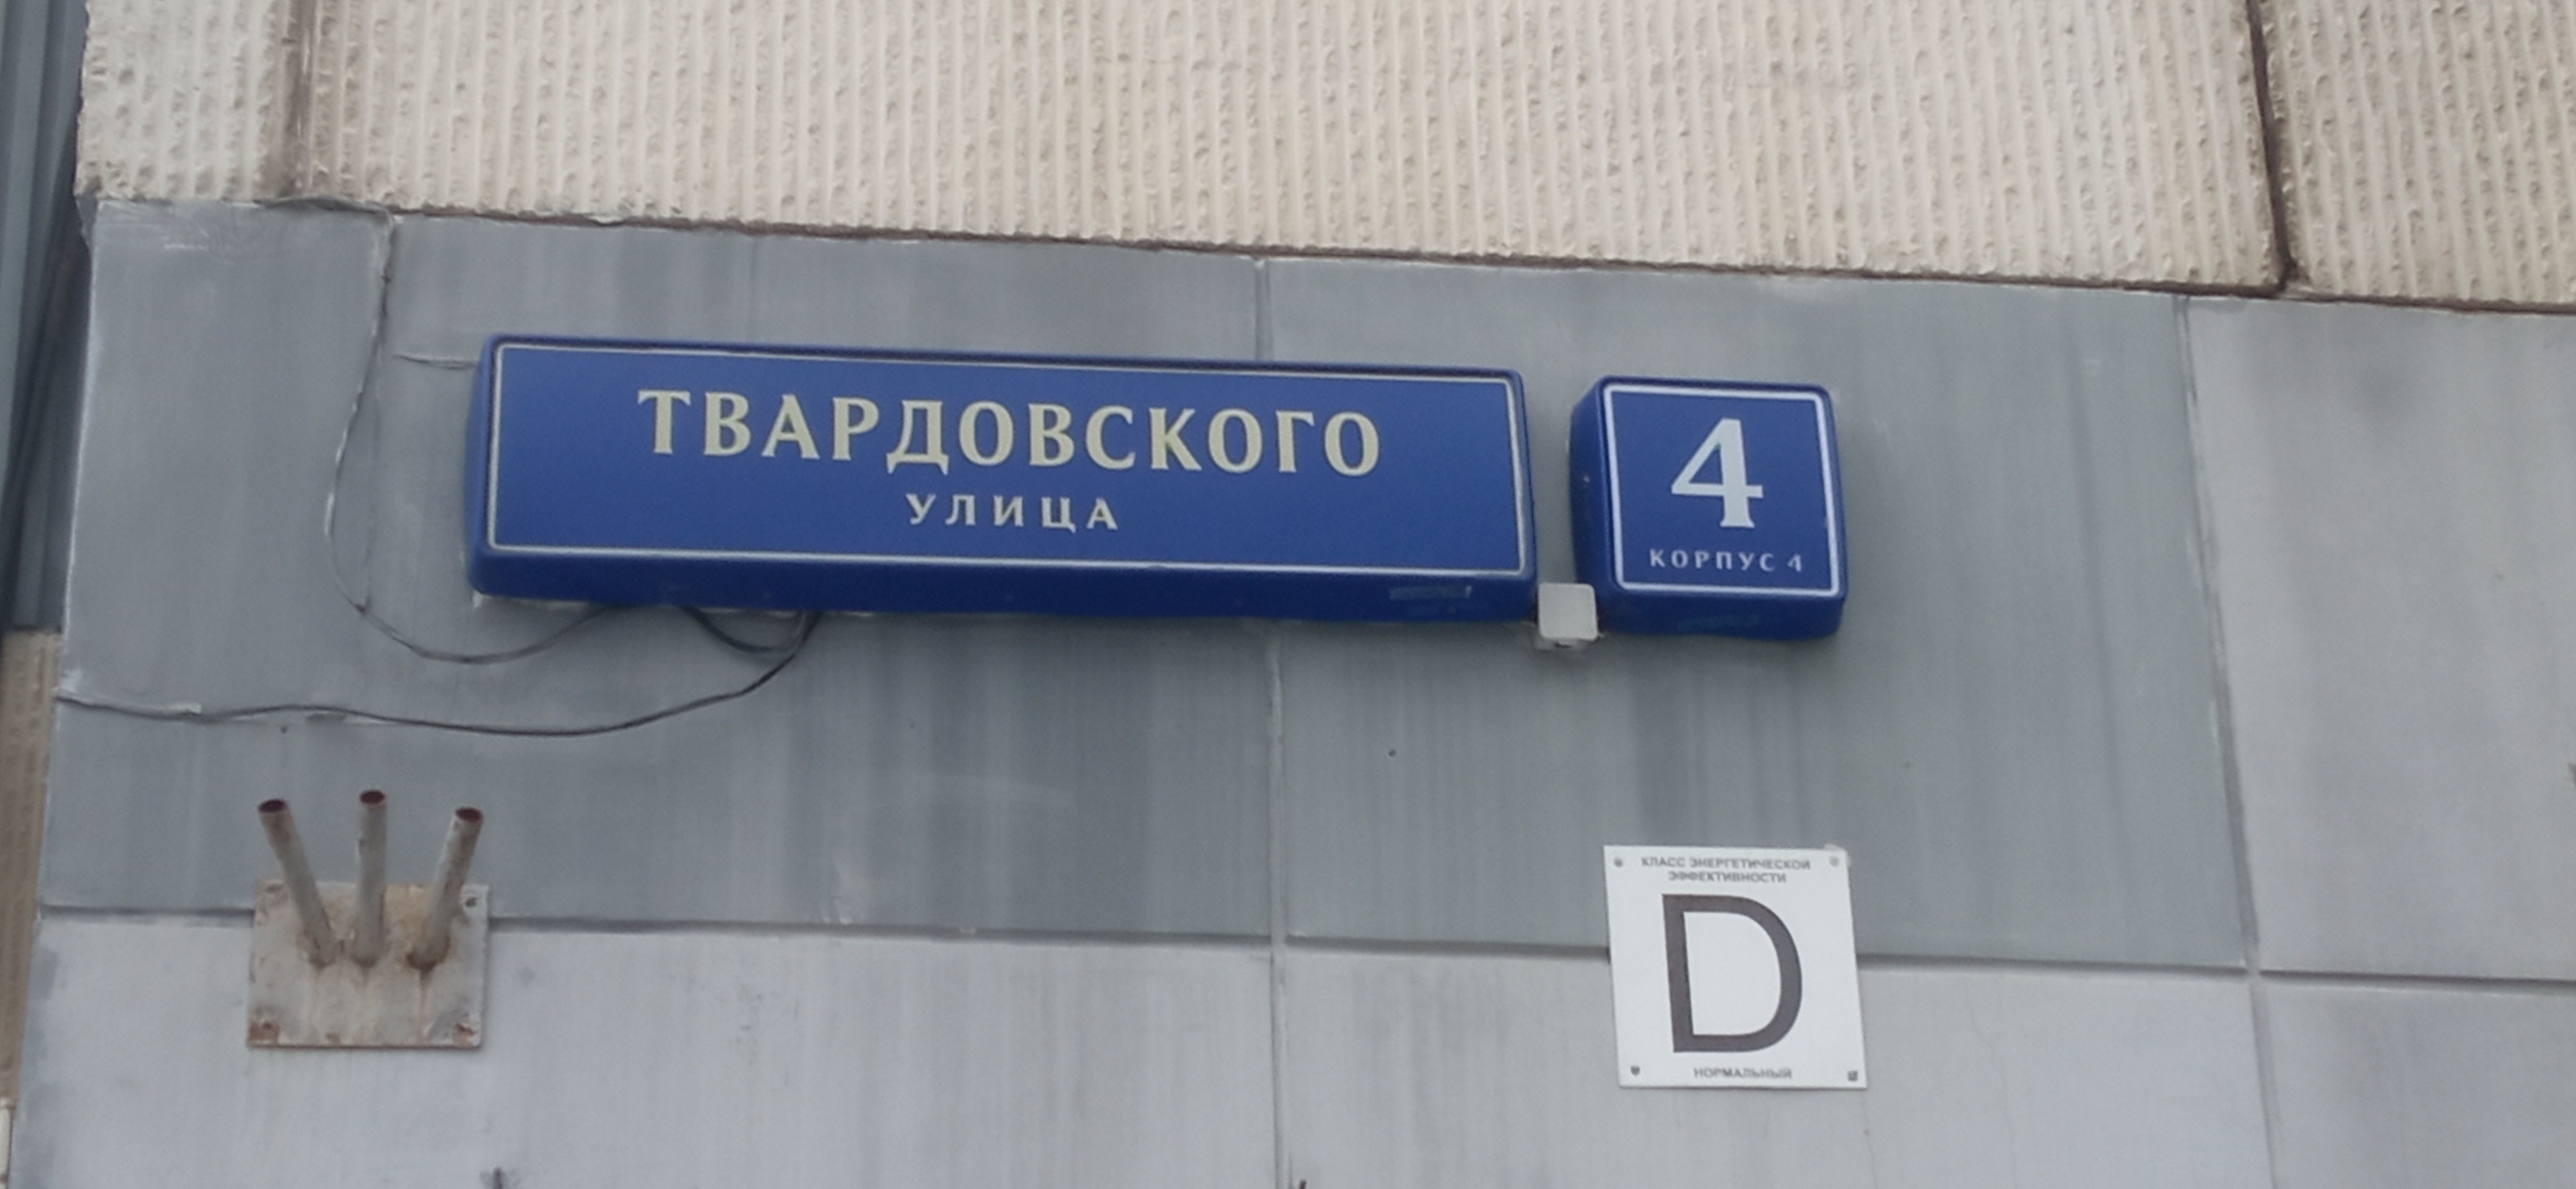 ТВАРДОВСКОГО
УЛИЦА
4
КОРПУС 4
КЛАСС ЭНЕРГЕТИЧЕСКОЙ
ЭФФЕКТИВНОСТИ
D
НОРМАЛЬНЫЙ